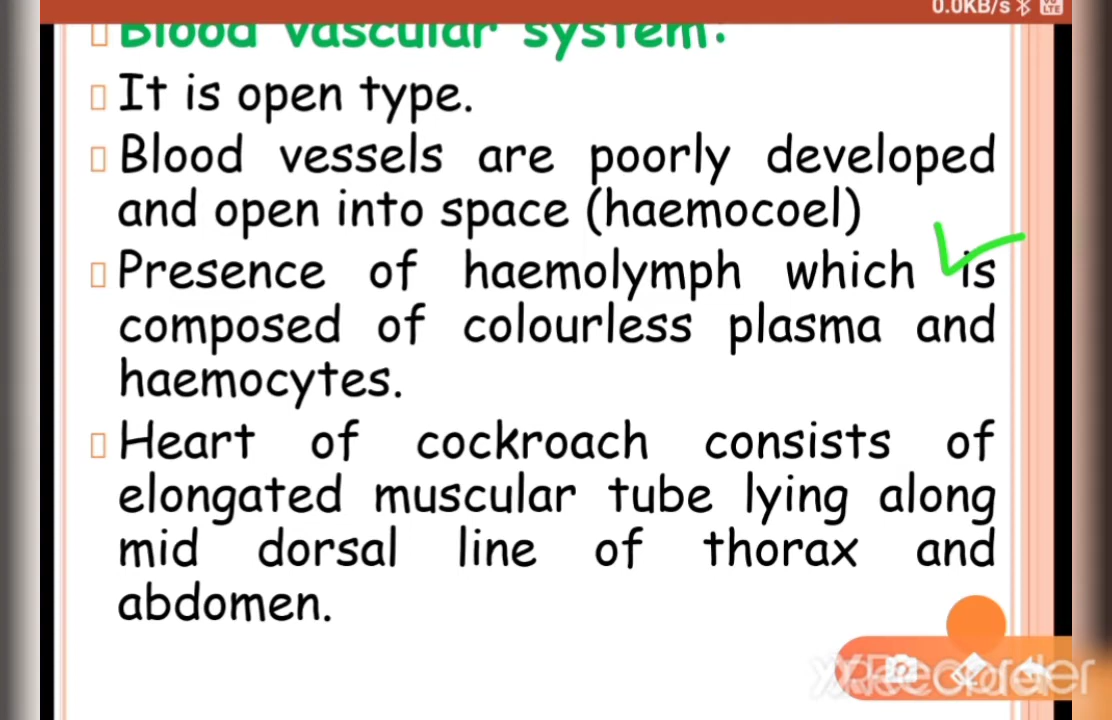 0.0KB/s
Blood vascular system:
It is open type.
Blood vessels are poorly developed
and open into space (haemocoel)
Presence of haemolymph which is
composed of colourless plasma and
haemocytes.
Heart of cockroach consists of
elongated muscular tube lying along
mid dorsal line of thorax and
abdomen.
XRecorder